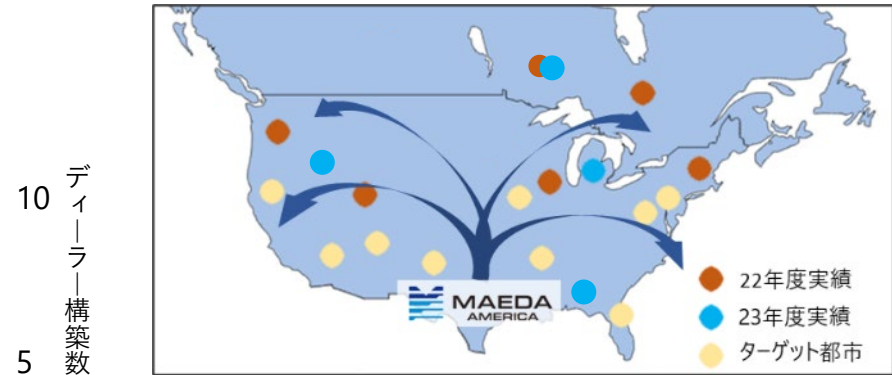 10
5
ディーラー構築数
MAEDA
AMERICA
22年度実績
23年度実績
ターゲット都市